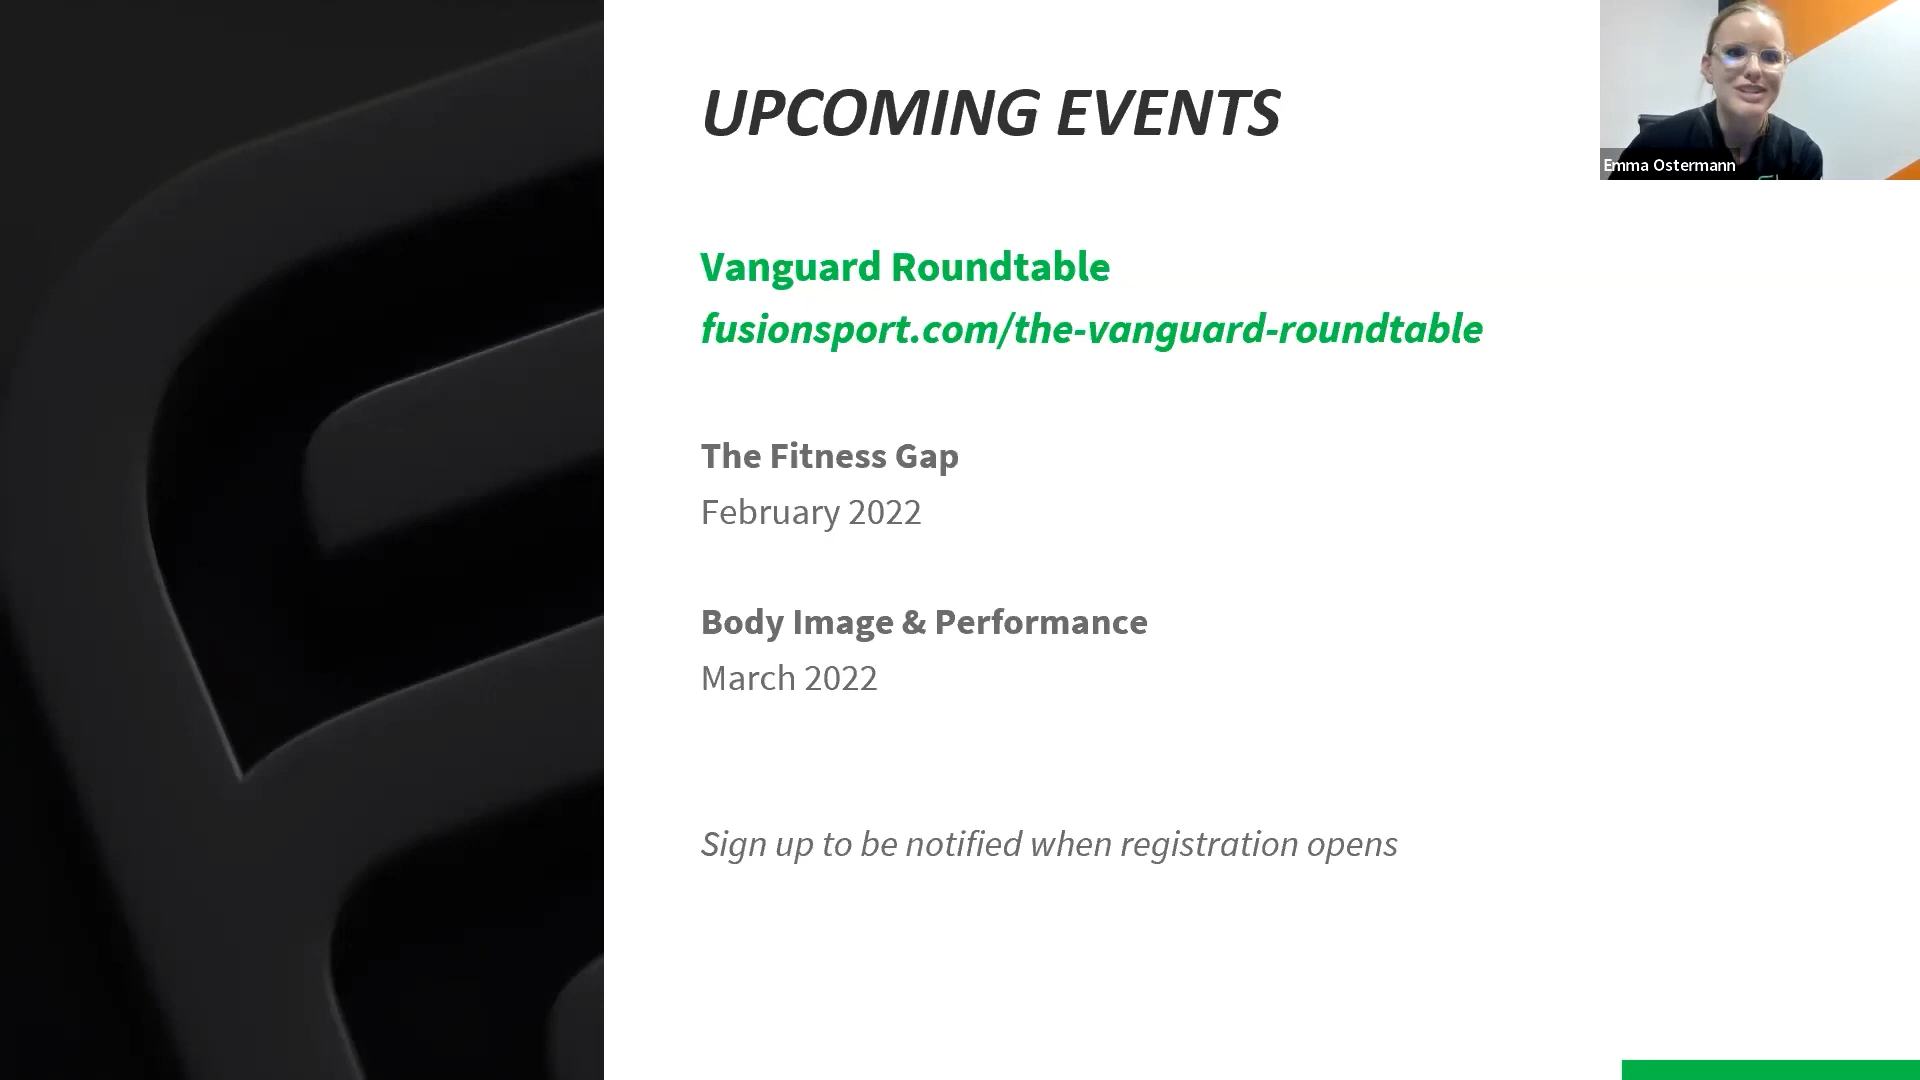 UPCOMING EVENTS
Emma Ostermann
Vanguard Roundtable
fusionsport.com/the-vanguard-roundtable
The Fitness Gap
February 2022
Body Image & Performance
March 2022
Sign up to be notified when registration opens